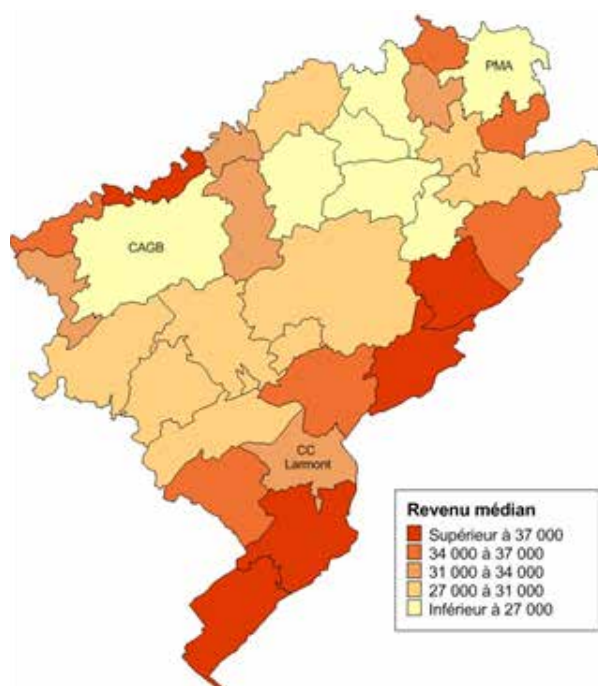 PMA
CAGB
CC
Larmont
Revenu médian
Supérieur à 37 000
34 000 à 37 000
31 000 à 34 000
27 000 à 31 000
Inférieur à 27 000